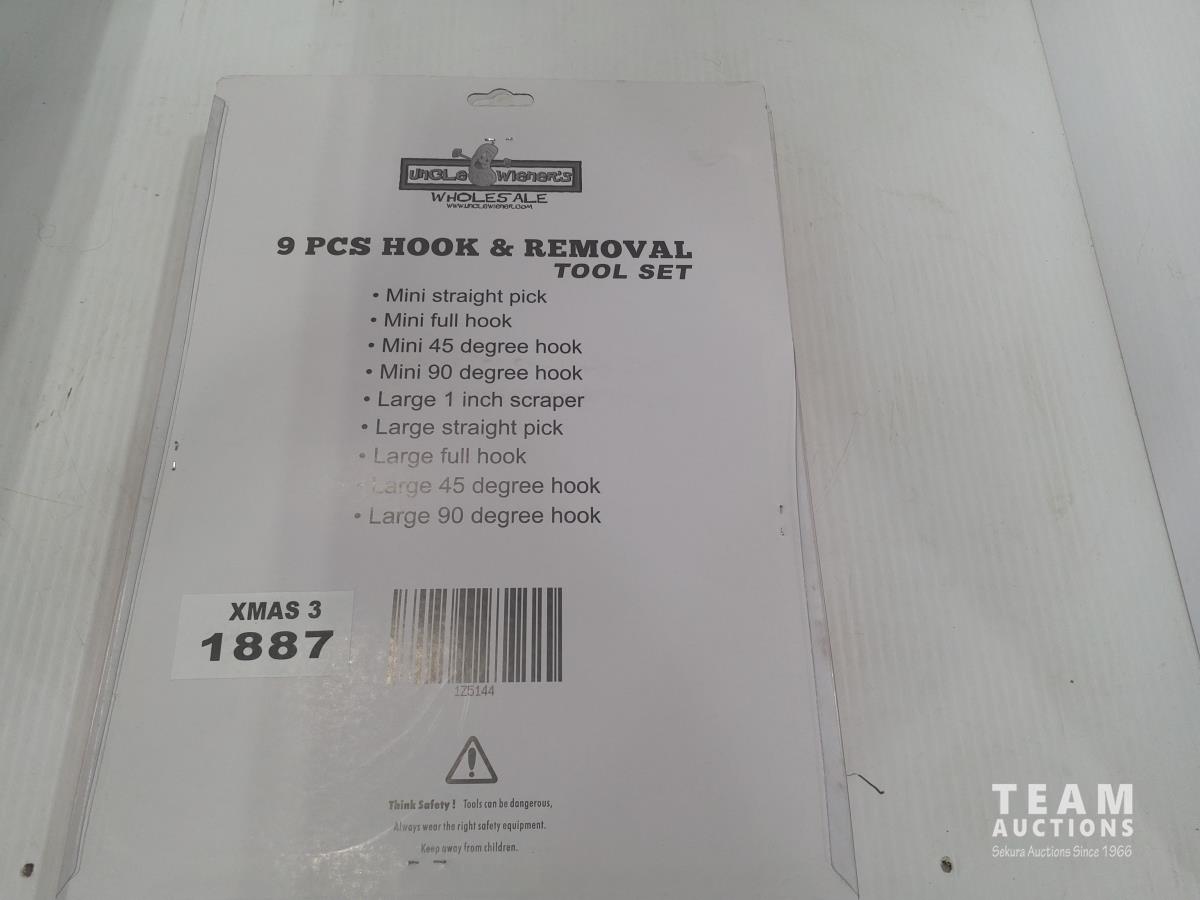 UNCLE WIENER'S
WHOLESALE
WWW.UNCLEWIENER.COM
9 PCS HOOK & REMOVAL
TOOL SET
• Mini straight pick
• Mini full hook
• Mini 45 degree hook
• Mini 90 degree hook
• Large 1 inch scraper
• Large straight pick
• Large full hook
• Large 45 degree hook
• Large 90 degree hook
XMAS 3
1887
1Z5144
Think Safety! Tools can be dangerous,
Always wear the right safety equipment.
Keep away from children.
TEAM
AUCTIONS
Sekura Auctions Since 1966